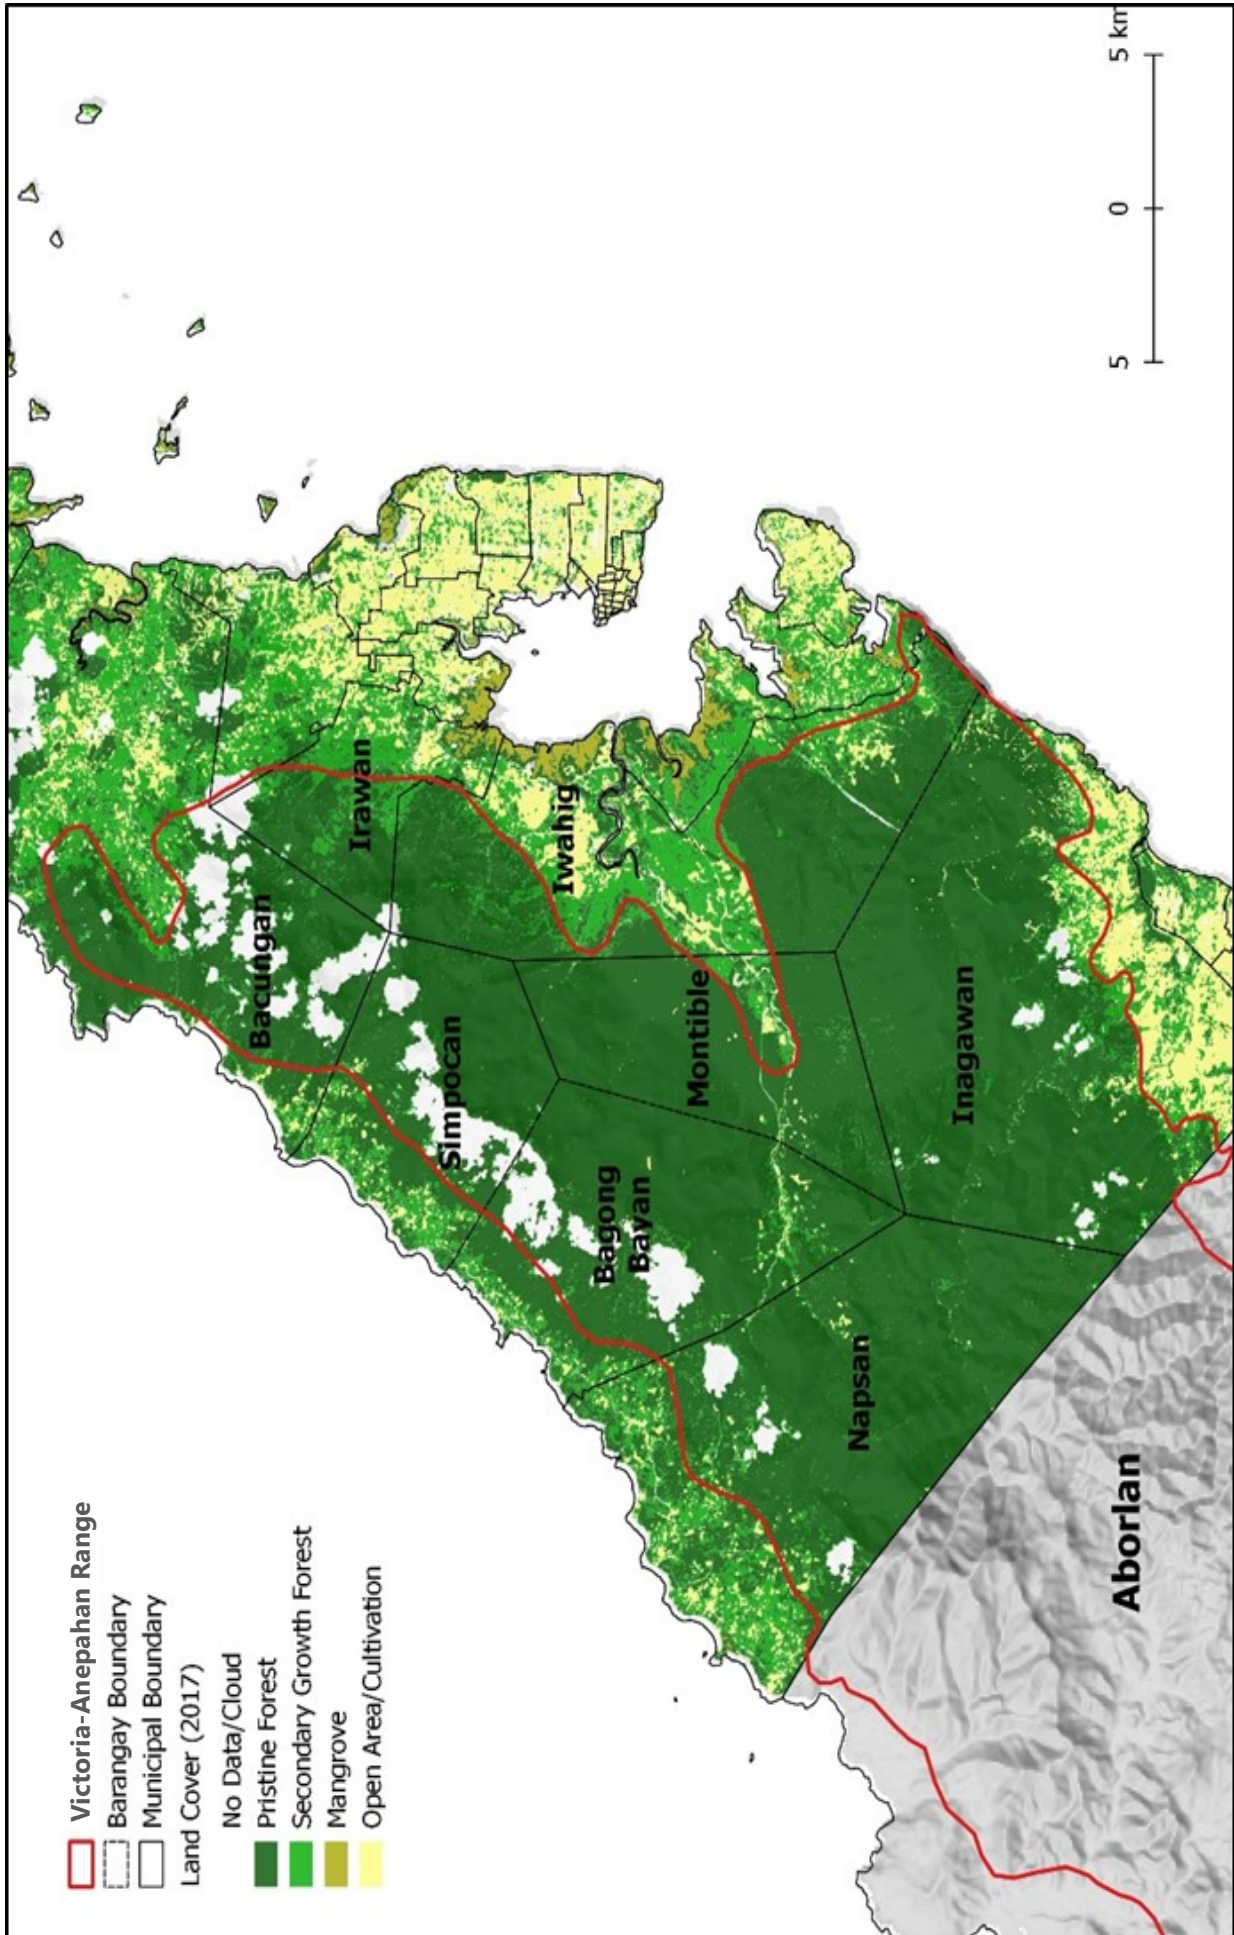 Victoria-Anepahan Range
Barangay Boundary
Municipal Boundary
Land Cover (2017)
No Data/Cloud
Pristine Forest
Secondary Growth Forest
Mangrove
Open Area/Cultivation
Bacungan
Irawan
Simpocan
Iwahig
Bagong
Bayan
Montible
Napsan
Inagawan
Aborlan
5 0 5 km